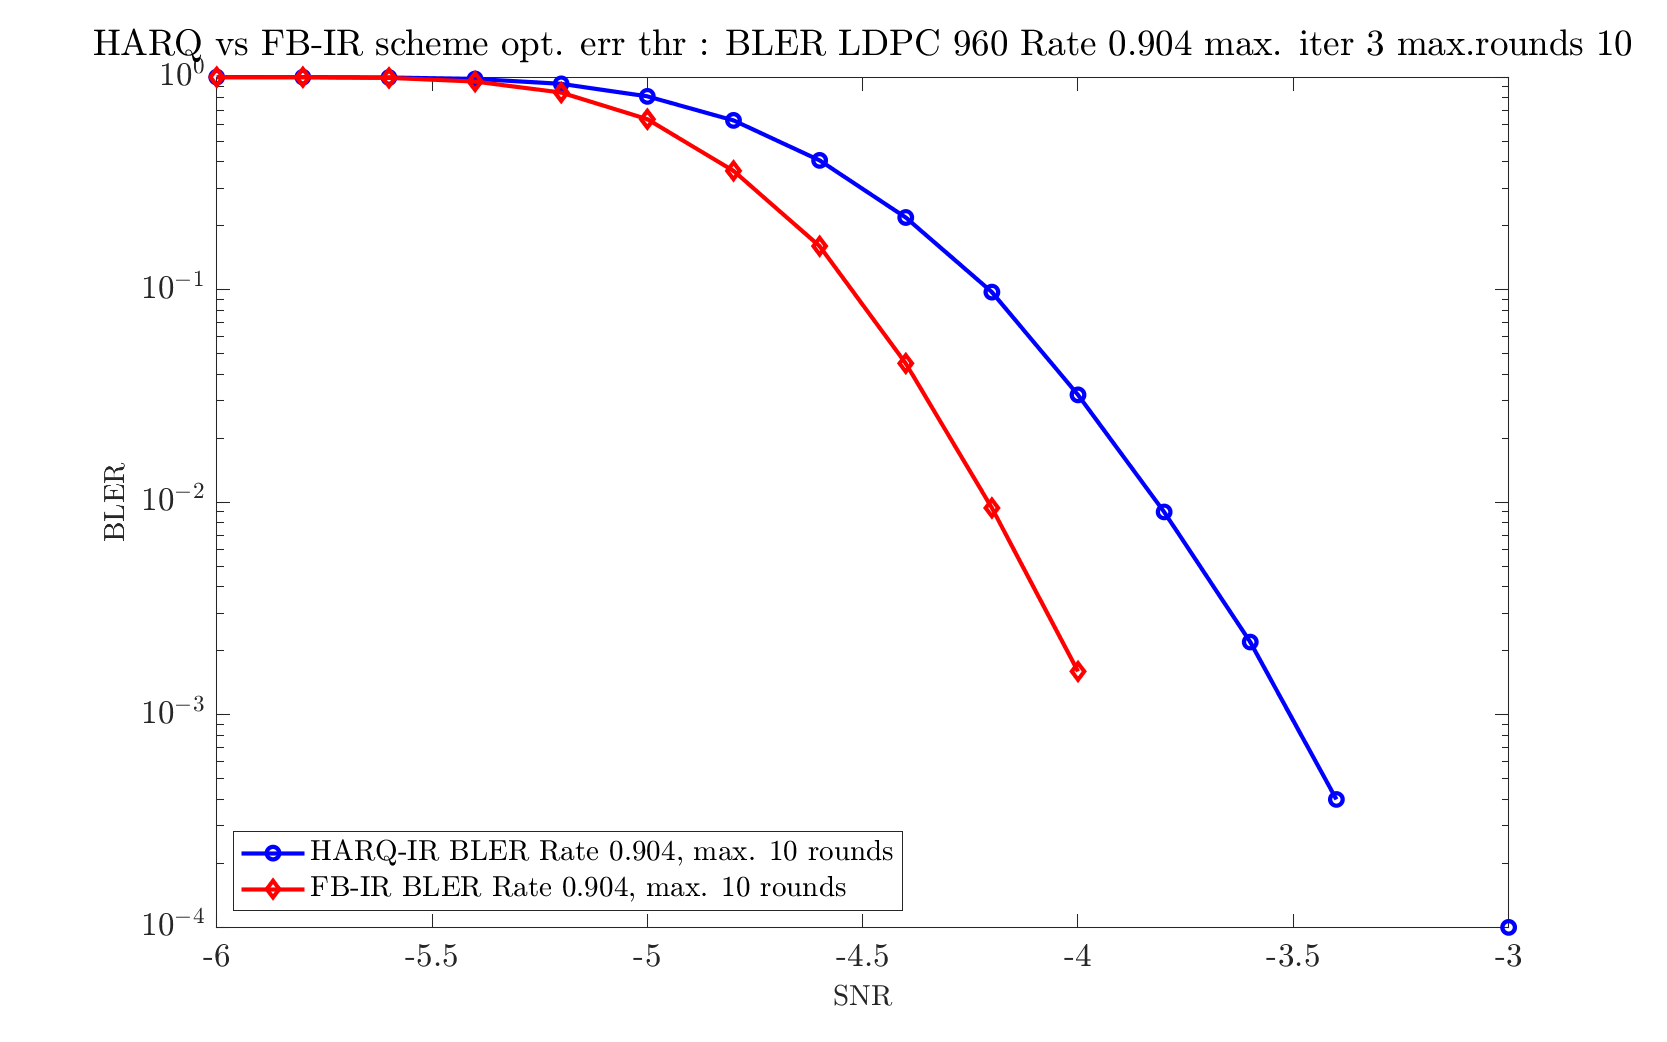 HARQ vs FB-IR scheme opt. err thr : BLER LDPC 960 Rate 0.904 max. iter 3 max.rounds 10
10^0
10^-1
10^-2
10^-3
10^-4
BLER
HARQ-IR BLER Rate 0.904, max. 10 rounds
FB-IR BLER Rate 0.904, max. 10 rounds
-6 -5.5 -5 -4.5 -4 -3.5 -3
SNR